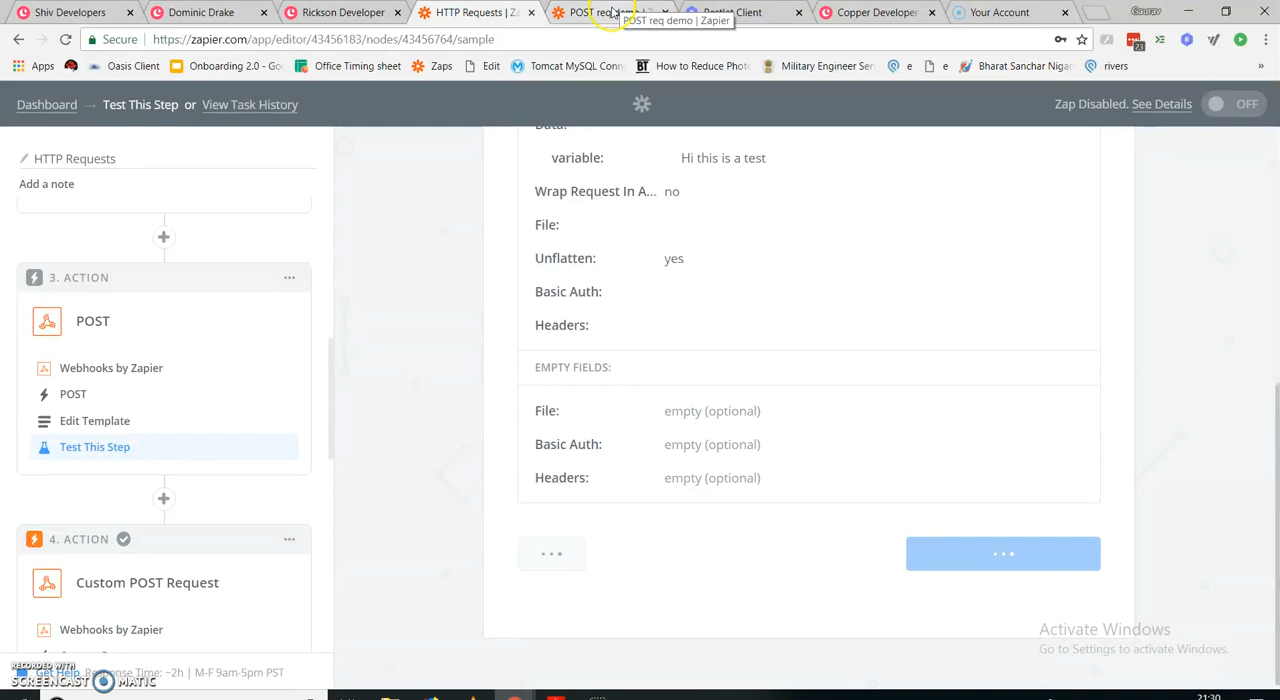 Shiv Developers
Dominic Drake
Rickson Developer
HTTP Requests | Za
POST req demo | Z
Postlet Client
Copper Developer
Your Account
Gaurav
POST req demo | Zapier
Secure
https://zapier.com/app/editor/43456183/nodes/43456764/sample
23
Apps
Oasis Client
Onboarding 2.0 - Go
Office Timing sheet
Zaps
Edit
Tomcat MySQL Conn
BT
How to Reduce Phot
Military Engineer Ser
e
e
Bharat Sanchar Niga
rivers
»
Dashboard → Test This Step or View Task History
Zap Disabled. See Details
OFF
HTTP Requests
Add a note
3. ACTION
POST
Webhooks by Zapier
POST
Edit Template
Test This Step
4. ACTION
Custom POST Request
Webhooks by Zapier
Get Help
Response Time: ~2h | M-F 9am-5pm PST
RECORDED WITH
SCREENCAST MATIC
Data:
variable: Hi this is a test
Wrap Request In A... no
File:
Unflatten: yes
Basic Auth:
Headers:
EMPTY FIELDS:
File: empty (optional)
Basic Auth: empty (optional)
Headers: empty (optional)
Activate Windows
Go to Settings to activate Windows.
21:30